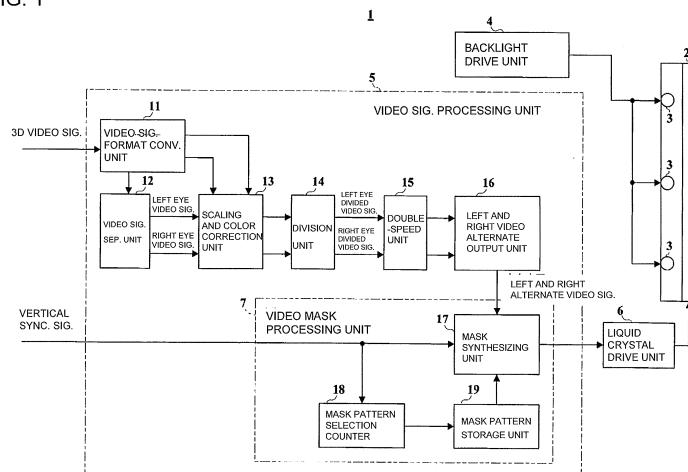 1
4
BACKLIGHT
DRIVE UNIT
2
5
VIDEO SIG. PROCESSING UNIT
3
3
3
3D VIDEO SIG.
11
VIDEO SIG.
FORMAT CONV.
UNIT
12
VIDEO SIG.
SEP. UNIT
LEFT EYE
VIDEO SIG.
RIGHT EYE
VIDEO SIG.
13
SCALING
AND COLOR
CORRECTION
UNIT
14
DIVISION
UNIT
LEFT EYE
DIVIDED
VIDEO SIG.
RIGHT EYE
DIVIDED
VIDEO SIG.
15
DOUBLE
-SPEED
UNIT
16
LEFT AND
RIGHT VIDEO
ALTERNATE
OUTPUT UNIT
LEFT AND RIGHT
ALTERNATE VIDEO SIG.
VERTICAL
SYNC. SIG.
7
VIDEO MASK
PROCESSING UNIT
17
MASK
SYNTHESIZING
UNIT
6
LIQUID
CRYSTAL
DRIVE UNIT
18
MASK PATTERN
SELECTION
COUNTER
19
MASK PATTERN
STORAGE UNIT